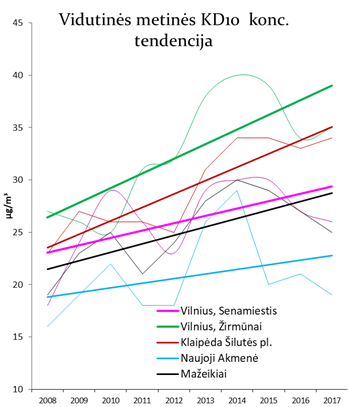 Vidutinės metinės KD10 konc.
tendencija
45
40
35
30
25
20
15
10
µg/m³
Vilnius, Senamiestis
Vilnius, Žirmūnai
Klaipėda Šilutės pl.
Naujoji Akmenė
Mažeikiai
2008 2009 2010 2011 2012 2013 2014 2015 2016 2017